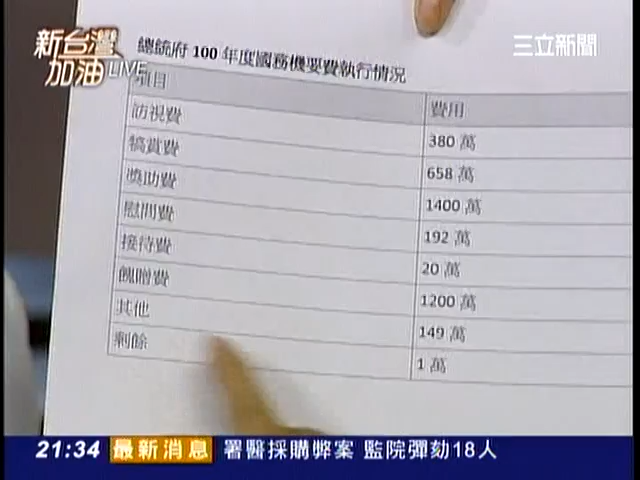 新台灣加油 LIVE
三立新聞
總統府 100 年度國務機要費執行情況
項目 費用
訪視費 380 萬
犒賞費 658 萬
獎助費 1400 萬
慰問費 192 萬
接待費 20 萬
餽贈費 1200 萬
其他 149 萬
剩餘 1 萬
21:34 最新消息 署醫採購弊案 監院彈劾18人